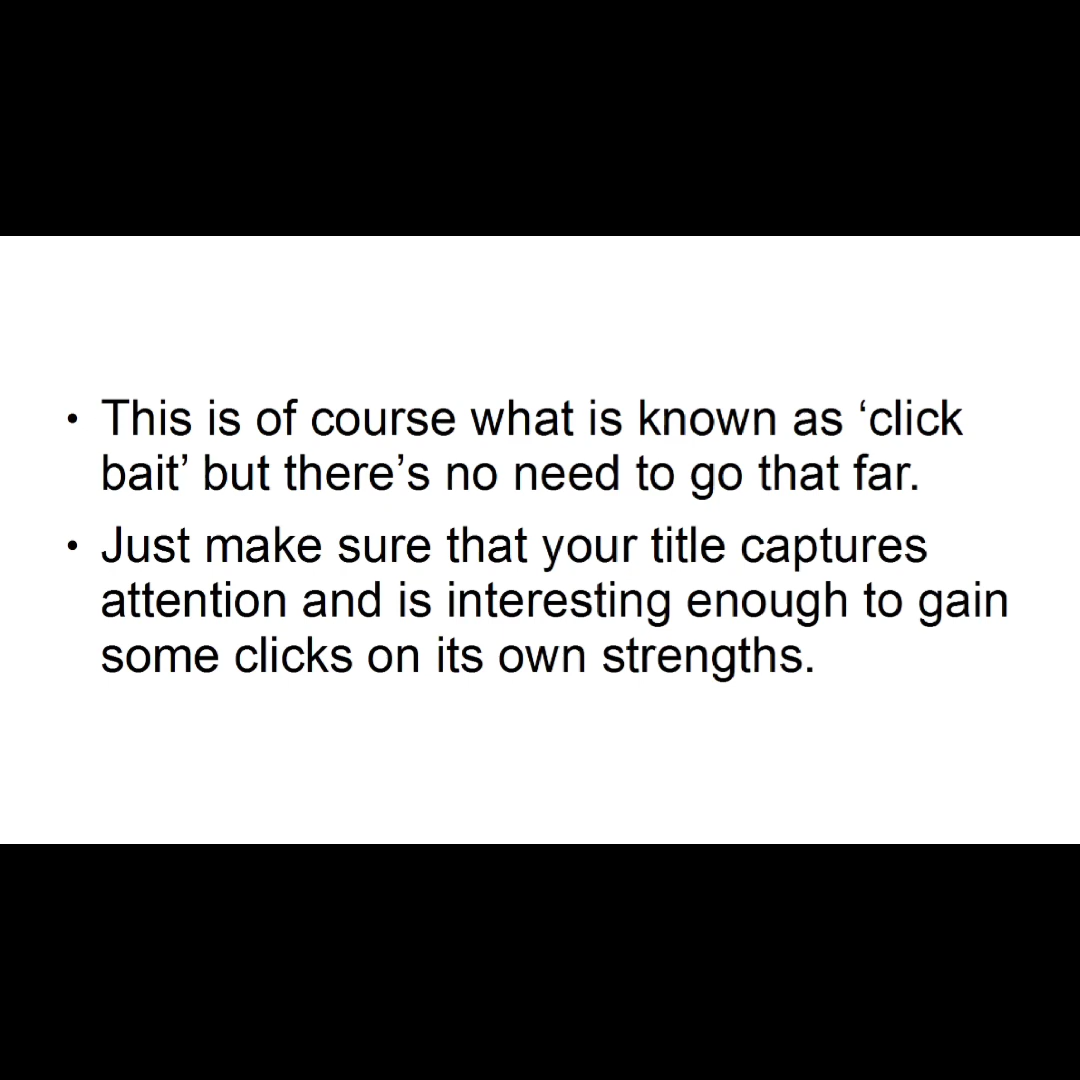 • This is of course what is known as ‘click
bait’ but there’s no need to go that far.
• Just make sure that your title captures
attention and is interesting enough to gain
some clicks on its own strengths.